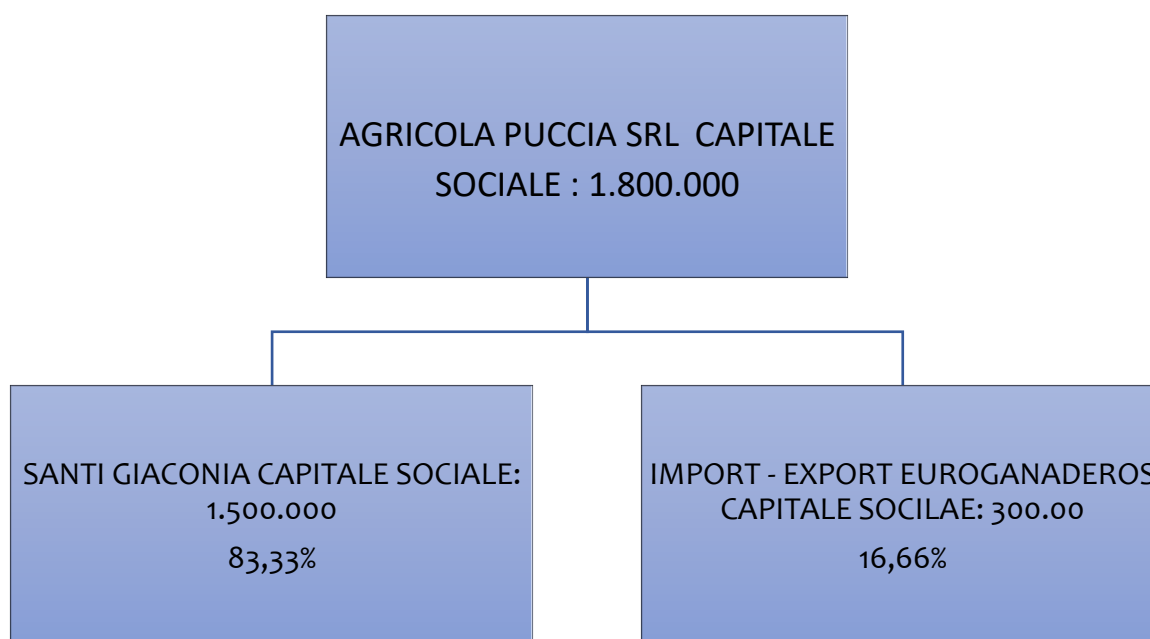 AGRICOLA PUCCIA SRL CAPITALE
SOCIALE : 1.800.000
SANTI GIACONIA CAPITALE SOCIALE:
1.500.000
83,33%
IMPORT - EXPORT EUROGANADEROS
CAPITALE SOCILAE: 300.00
16,66%